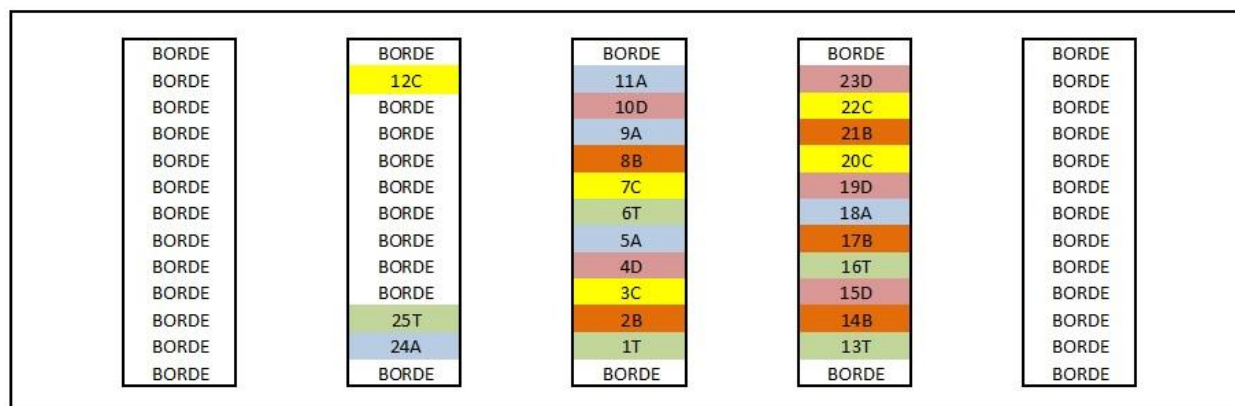 BORDE BORDE BORDE BORDE BORDE
BORDE 12C 11A 23D BORDE
BORDE BORDE 10D 22C BORDE
BORDE BORDE 9A 21B BORDE
BORDE BORDE 8B 20C BORDE
BORDE BORDE 7C 19D BORDE
BORDE BORDE 6T 18A BORDE
BORDE BORDE 5A 17B BORDE
BORDE BORDE 4D 16T BORDE
BORDE BORDE 3C 15D BORDE
BORDE 25T 2B 14B BORDE
BORDE 24A 1T 13T BORDE
BORDE BORDE BORDE BORDE BORDE